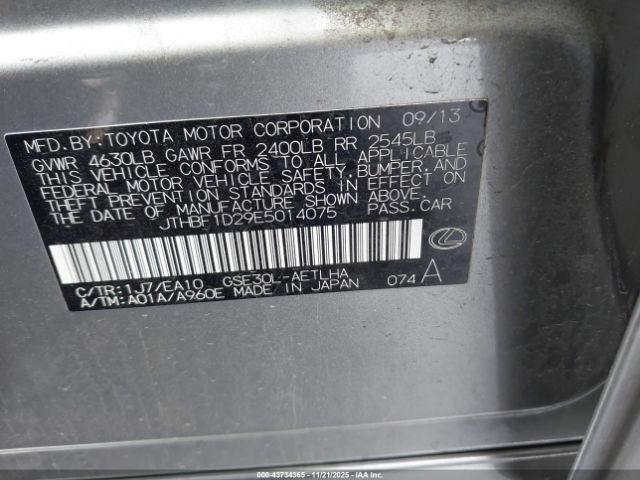 MFD. BY: TOYOTA MOTOR CORPORATION 09/13
GVWR 4630LB GAWR FR 2400LB RR 2545LB
THIS VEHICLE CONFORMS TO ALL APPLICABLE
FEDERAL MOTOR VEHICLE SAFETY, BUMPER, AND
THEFT PREVENTION STANDARDS IN EFFECT ON
THE DATE OF MANUFACTURE SHOWN ABOVE.
JTHBF1D29E5014075 PASS.CAR
C/TR:1J7/EA10 GSE30L-AETLHA
A/TM:A01A/A960E MADE IN JAPAN 074 A
000-43734365 - 11/21/2025 - IAAI.COM